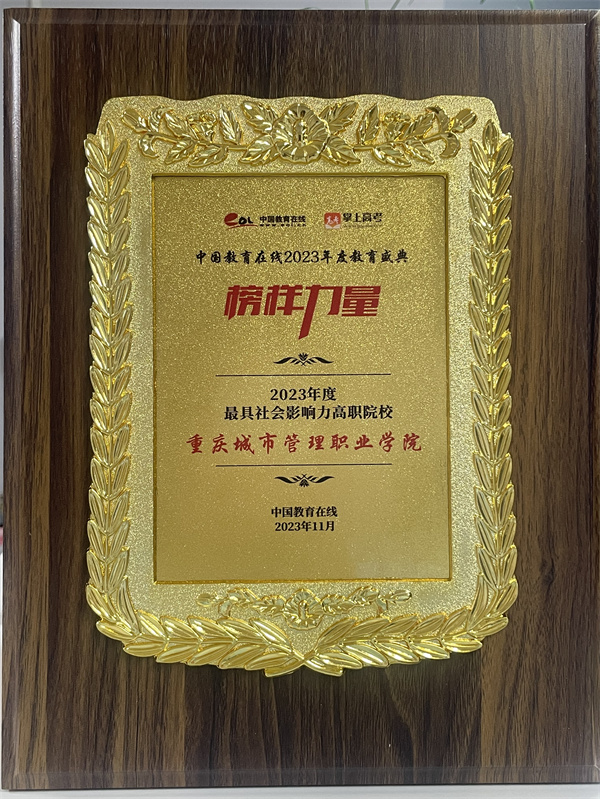 eol 中国教育在线 掌上高考
中国教育在线2023年度教育盛典
榜样力量
2023年度
最具社会影响力高职院校
重庆城市管理职业学院
中国教育在线
2023年11月